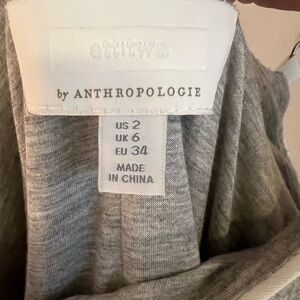 by ANTHROPOLOGIE
US 2
UK 6
EU 34
MADE
IN CHINA